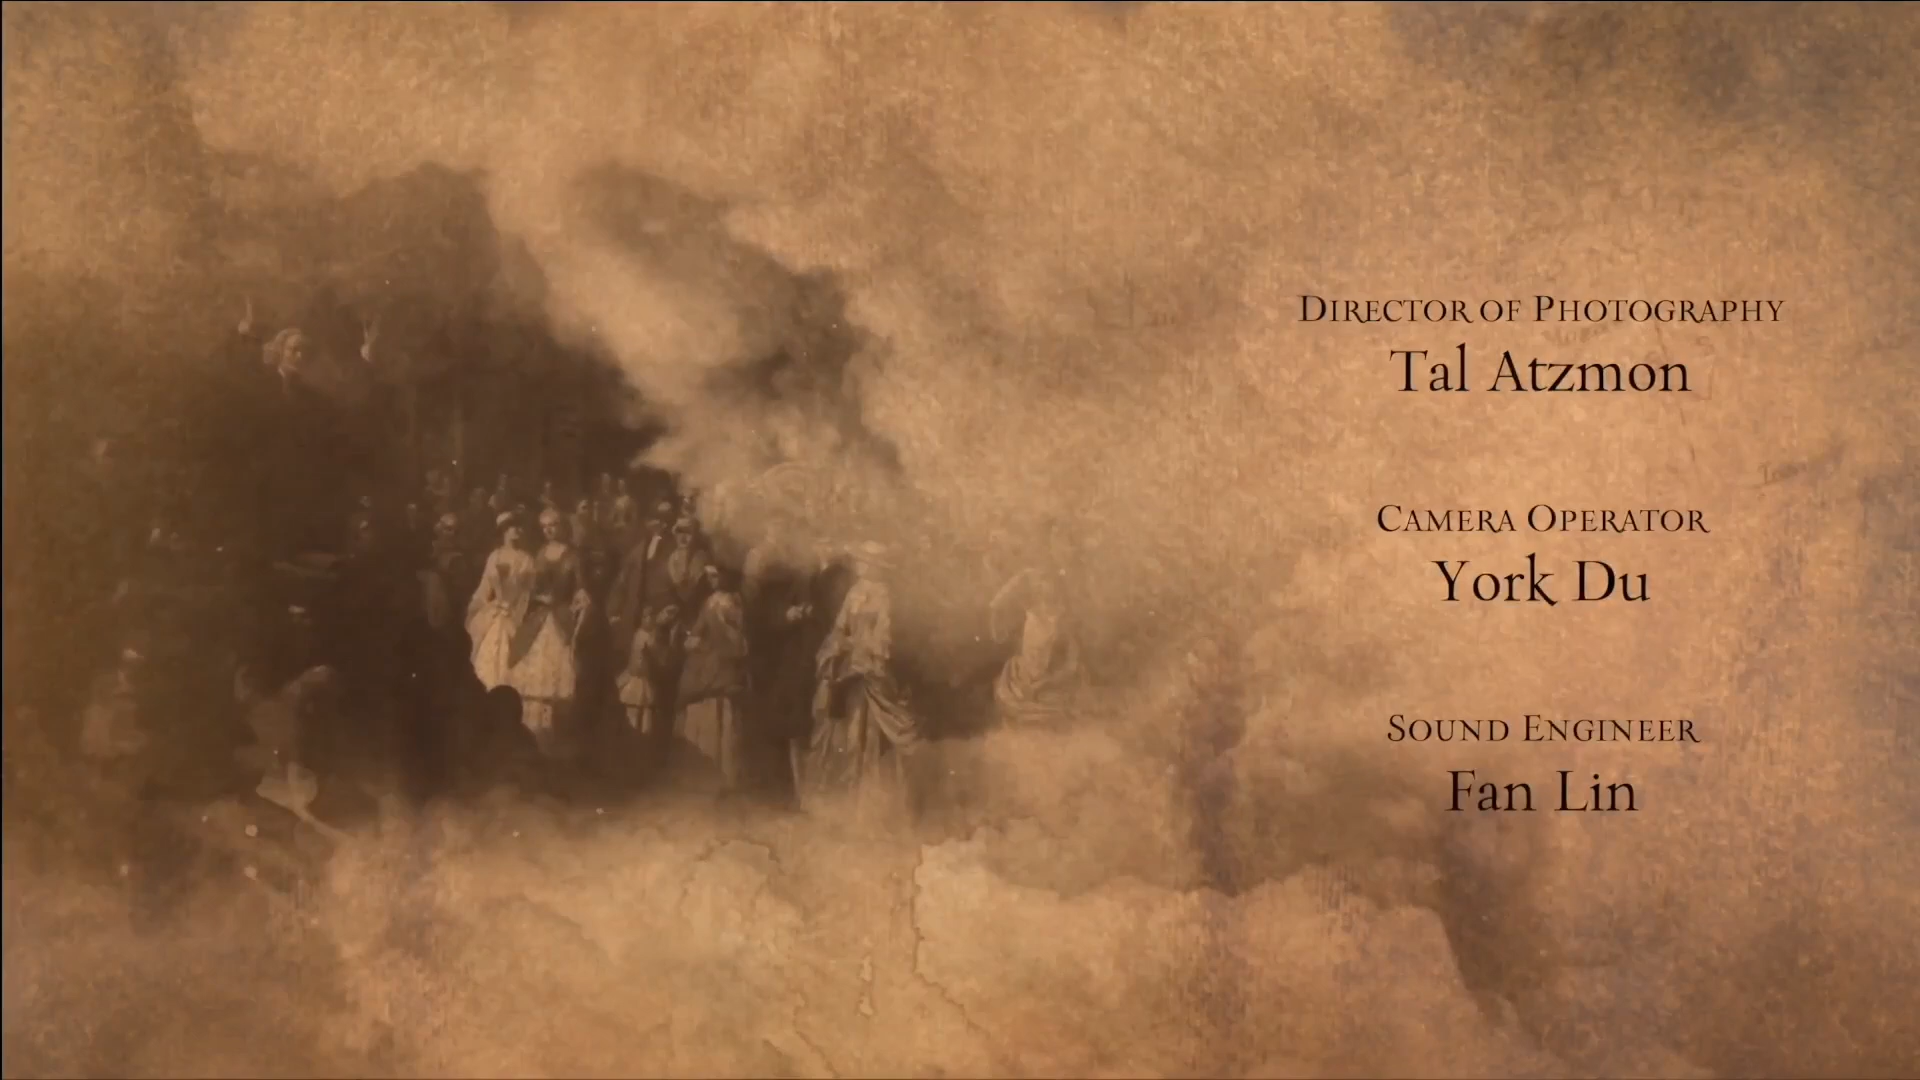 DIRECTOR OF PHOTOGRAPHY
Tal Atzmon
CAMERA OPERATOR
York Du
SOUND ENGINEER
Fan Lin